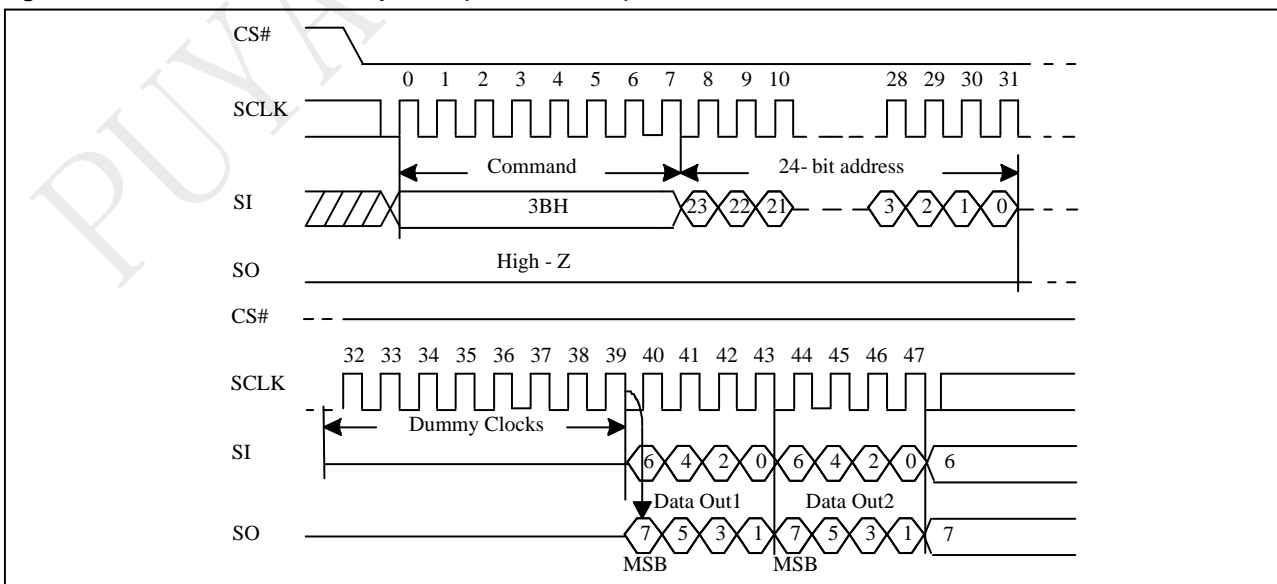 PUYA
CS#
0 1 2 3 4 5 6 7 8 9 10 28 29 30 31
SCLK
Command 24- bit address
SI 3BH 23 22 21 3 2 1 0
High - Z
SO
CS#
32 33 34 35 36 37 38 39 40 41 42 43 44 45 46 47
SCLK
Dummy Clocks
SI 6 4 2 0 6 4 2 0 6
Data Out1 Data Out2
SO 7 5 3 1 7 5 3 1 7
MSB MSB